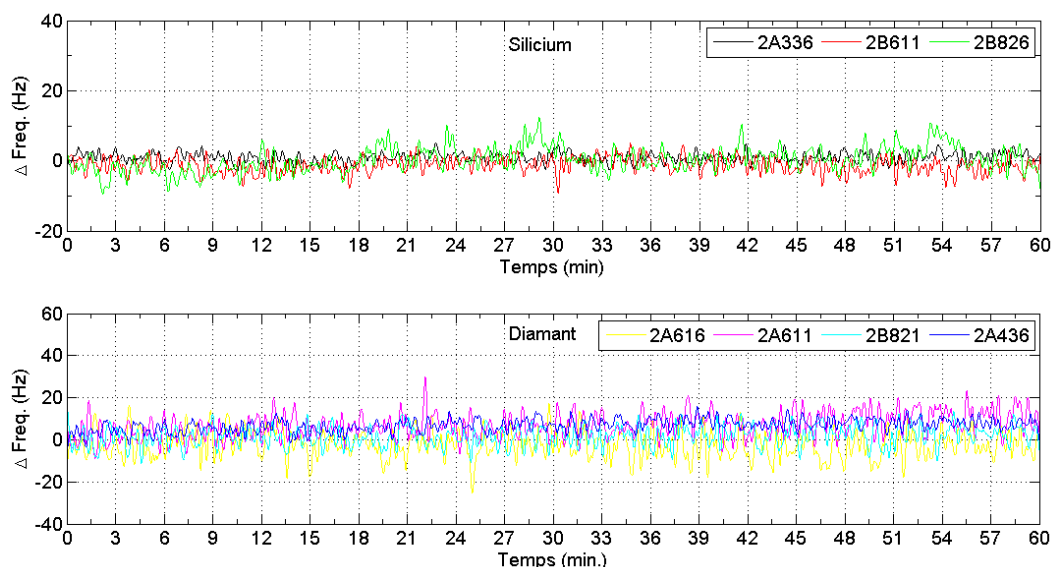 Silicium
2A336 2B611 2B826
Δ Freq. (Hz)
40
20
0
-20
0 3 6 9 12 15 18 21 24 27 30 33 36 39 42 45 48 51 54 57 60
Temps (min)
Diamant
2A616 2A611 2B821 2A436
Δ Freq. (Hz)
60
40
20
0
-20
-40
0 3 6 9 12 15 18 21 24 27 30 33 36 39 42 45 48 51 54 57 60
Temps (min.)